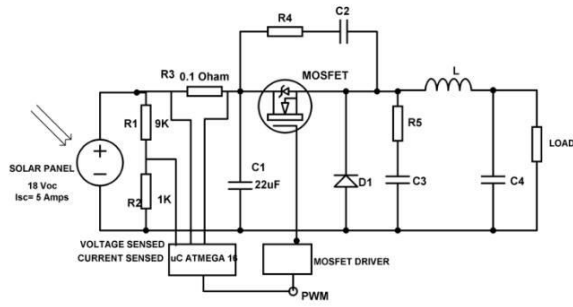 R4
C2
R3
0.1 Oham
MOSFET
L
R1
9K
R5
LOAD
SOLAR PANEL
18 Voc
Isc= 5 Amps
C1
22uF
R2
1K
D1
C3
C4
VOLTAGE SENSED
CURRENT SENSED
uC ATMEGA 16
MOSFET DRIVER
PWM